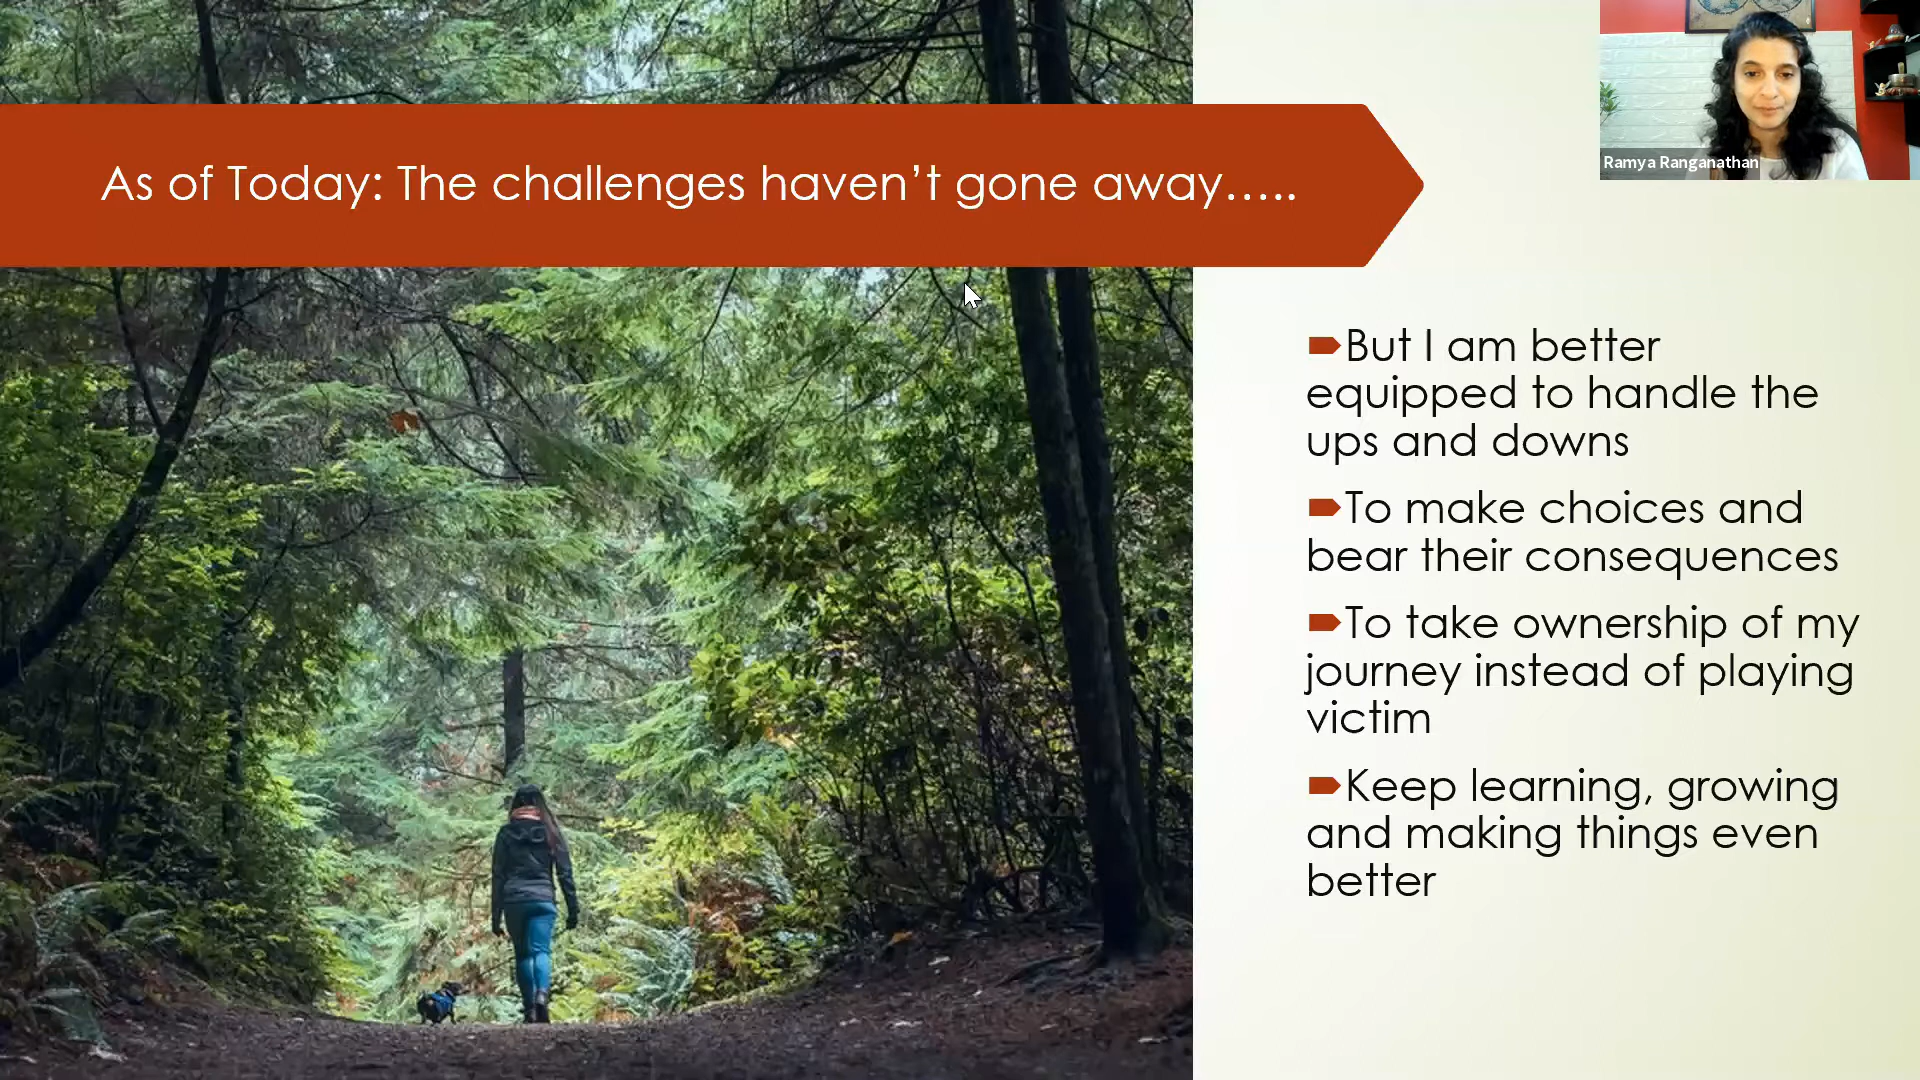 As of Today: The challenges haven’t gone away…..
Ramya Ranganathan
But I am better
equipped to handle the
ups and downs
To make choices and
bear their consequences
To take ownership of my
journey instead of playing
victim
Keep learning, growing
and making things even
better